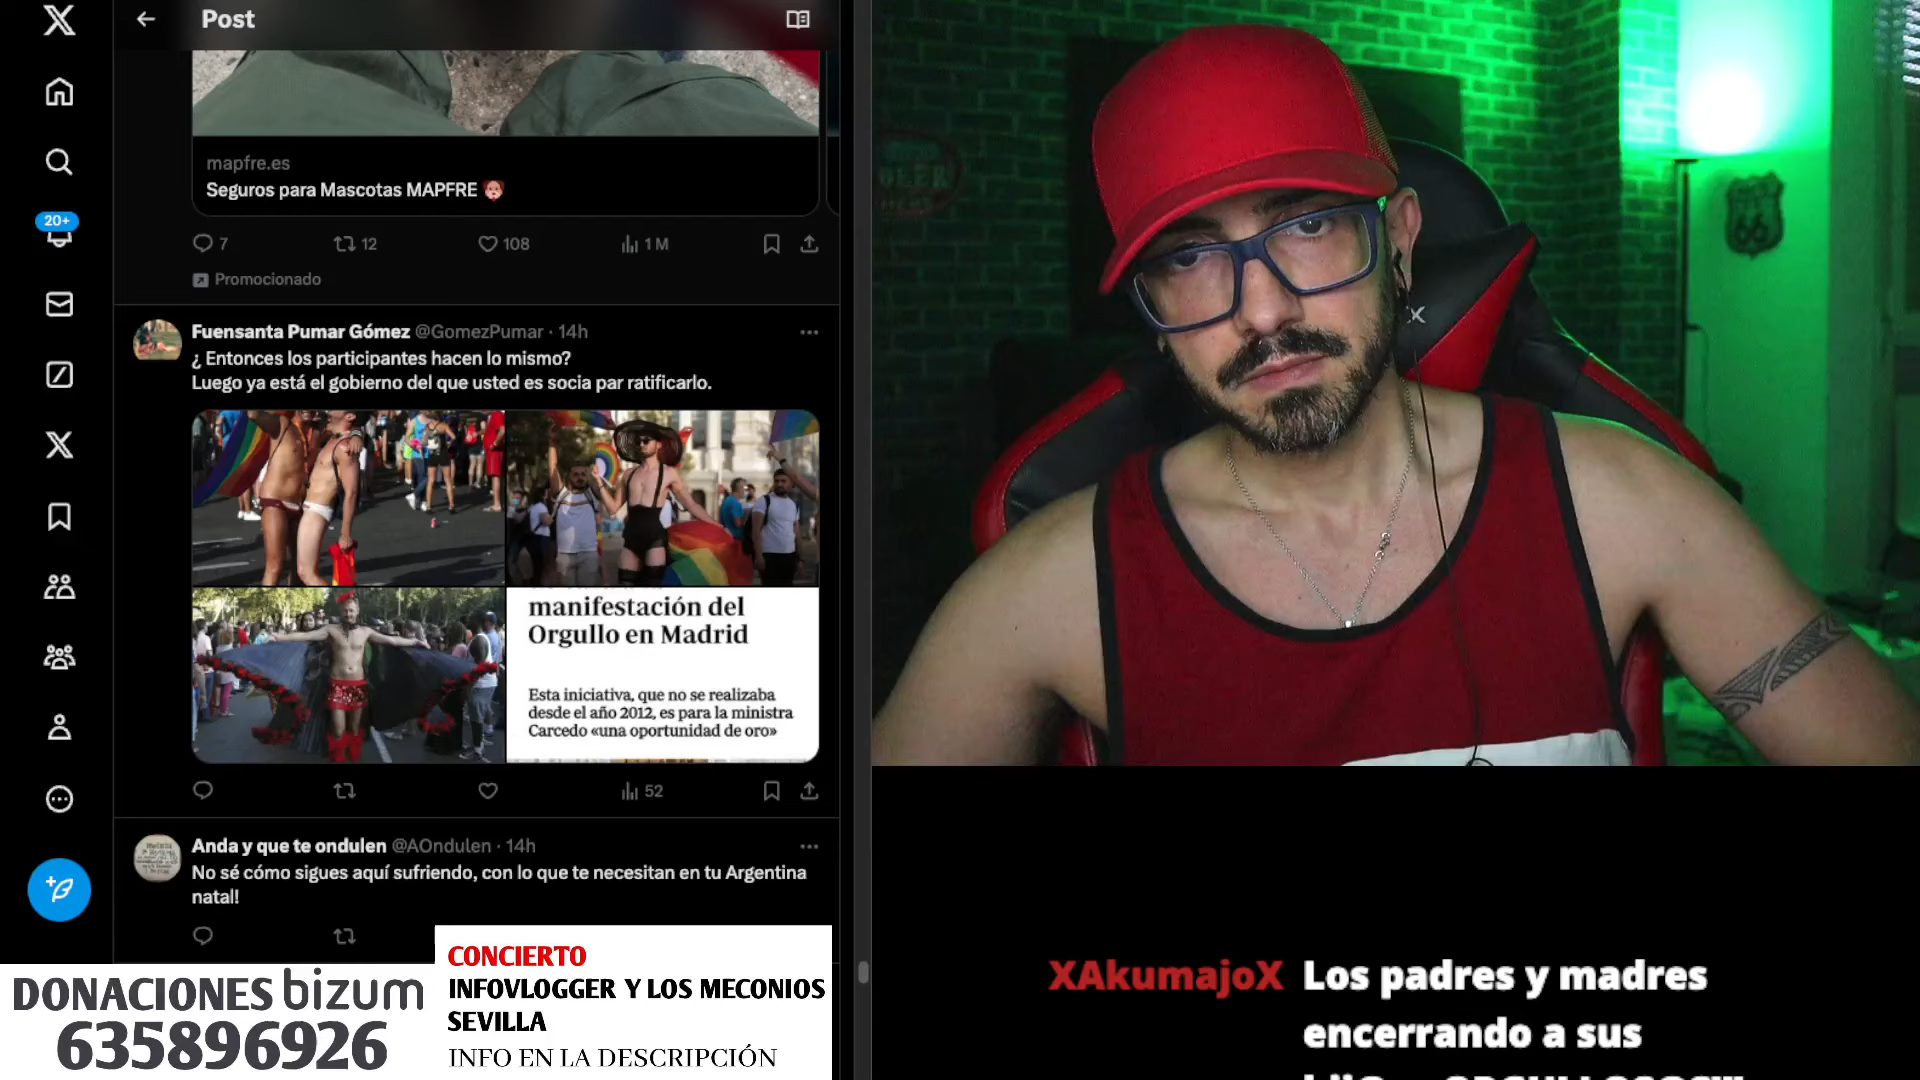 Post
mapfre.es
Seguros para Mascotas MAPFRE
7
12
108
1 M
Promocionado
20+
Fuensanta Pumar Gómez @GomezPumar · 14h
¿ Entonces los participantes hacen lo mismo?
Luego ya está el gobierno del que usted es socia par ratificarlo.
manifestación del
Orgullo en Madrid
Esta iniciativa, que no se realizaba
desde el año 2012, es para la ministra
Carcedo «una oportunidad de oro»
52
Anda y que te ondulen @AOndulen · 14h
No sé cómo sigues aquí sufriendo, con lo que te necesitan en tu Argentina
natal!
DONACIONES bizum
635896926
CONCIERTO
INFOVLOGGER Y LOS MECONIOS
SEVILLA
INFO EN LA DESCRIPCIÓN
XAkumajoX Los padres y madres
encerrando a sus